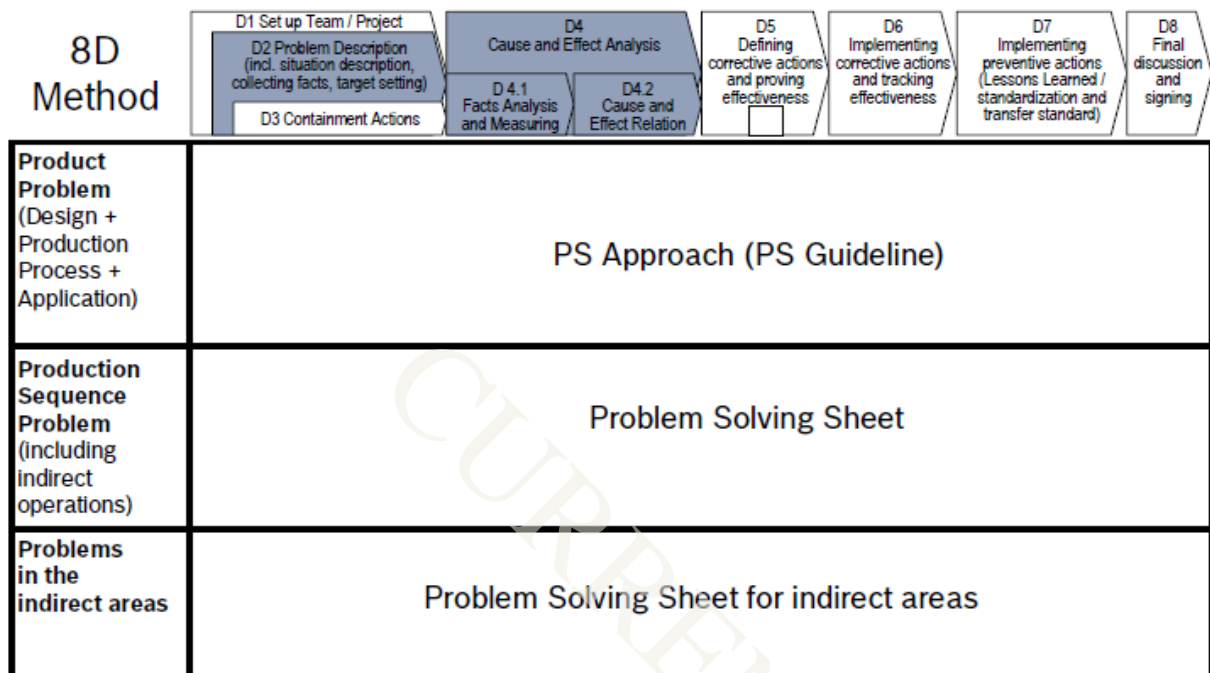 8D
Method
D1 Set up Team / Project
D2 Problem Description
(incl. situation description,
collecting facts, target setting)
D3 Containment Actions
D4
Cause and Effect Analysis
D 4.1
Facts Analysis
and Measuring
D4.2
Cause and
Effect Relation
D5
Defining
corrective actions
and proving
effectiveness
D6
Implementing
corrective actions
and tracking
effectiveness
D7
Implementing
preventive actions
(Lessons Learned /
standardization and
transfer standard)
D8
Final
discussion
and
signing
Product
Problem
(Design +
Production
Process +
Application)
PS Approach (PS Guideline)
Production
Sequence
Problem
(including
indirect
operations)
Problem Solving Sheet
Problems
in the
indirect areas
Problem Solving Sheet for indirect areas